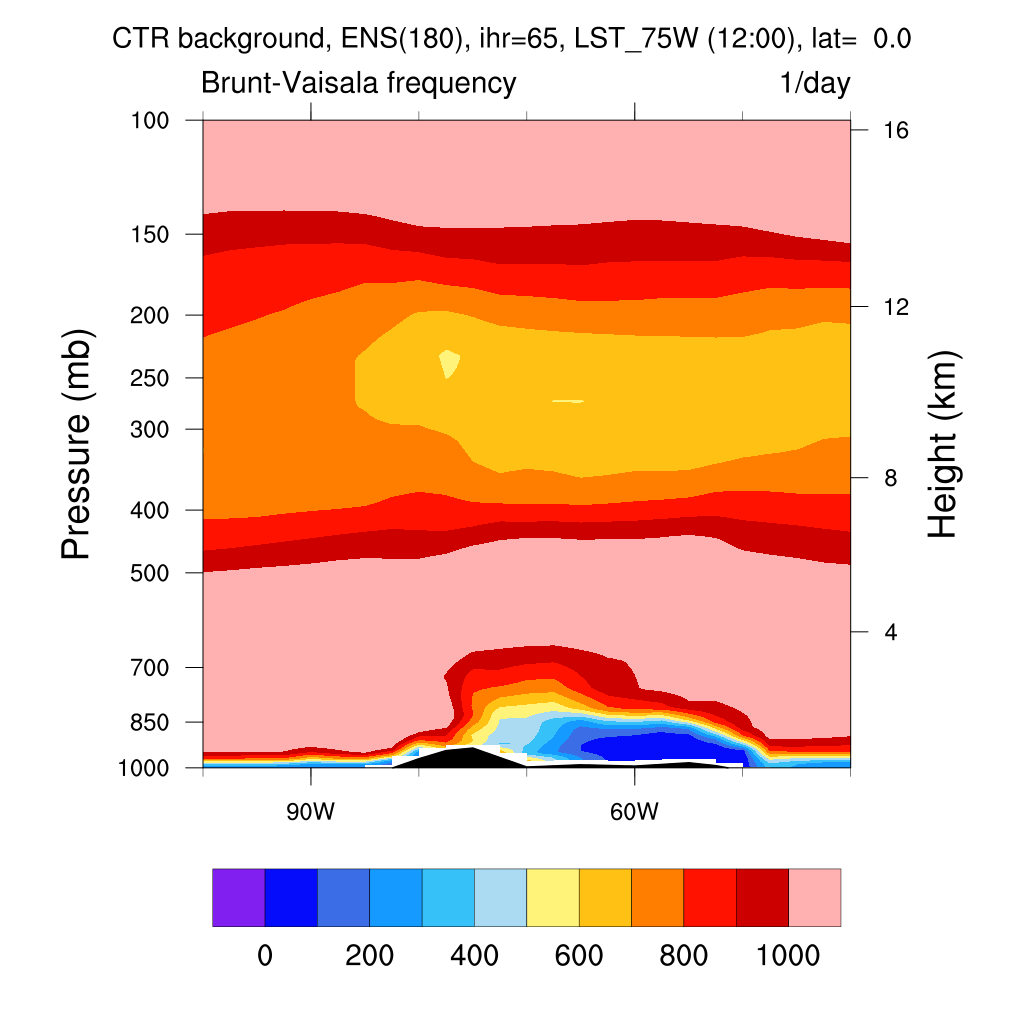 CTR background, ENS(180), ihr=65, LST_75W (12:00), lat=  0.0
Brunt-Vaisala frequency 1/day
100
150
200
250
300
400
500
700
850
1000
Pressure (mb)
16
12
8
4
Height (km)
90W 60W
0 200 400 600 800 1000